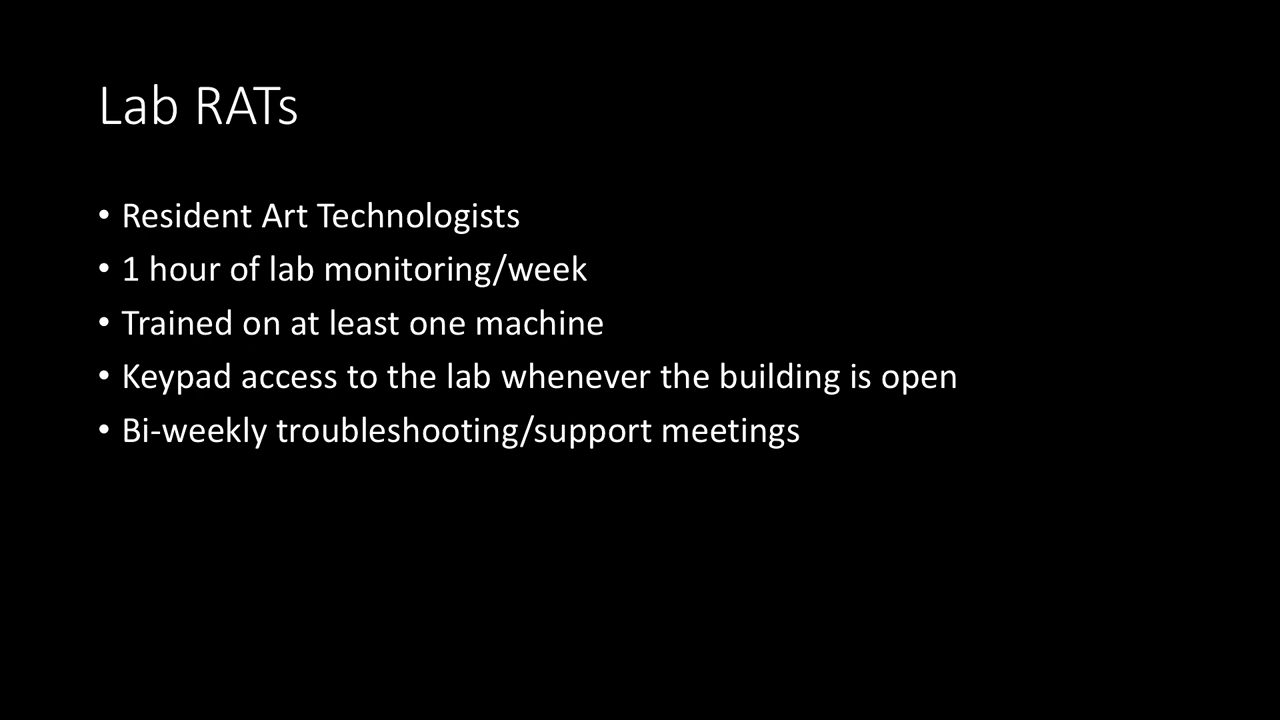 Lab RATs
• Resident Art Technologists
• 1 hour of lab monitoring/week
• Trained on at least one machine
• Keypad access to the lab whenever the building is open
• Bi-weekly troubleshooting/support meetings